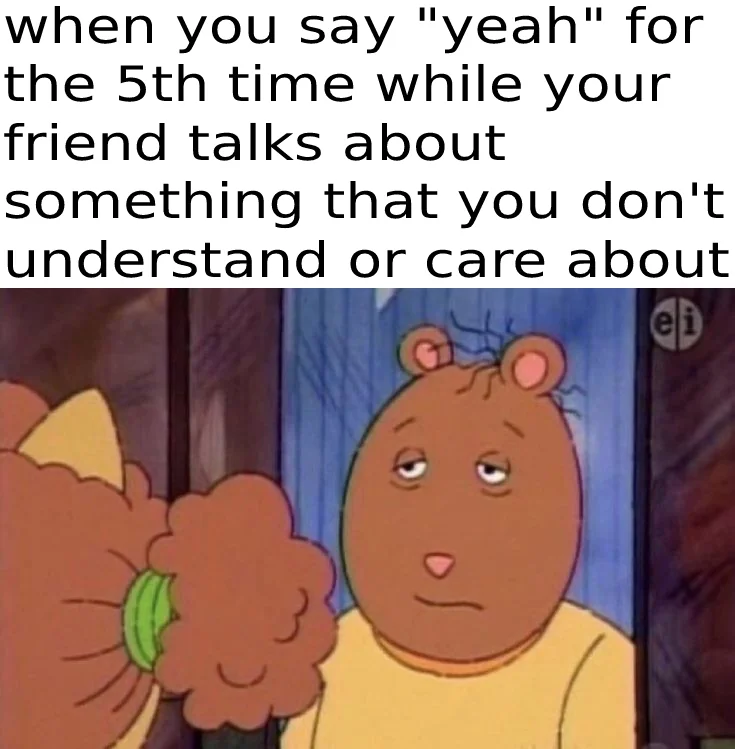 when you say "yeah" for
the 5th time while your
friend talks about
something that you don't
understand or care about
e i